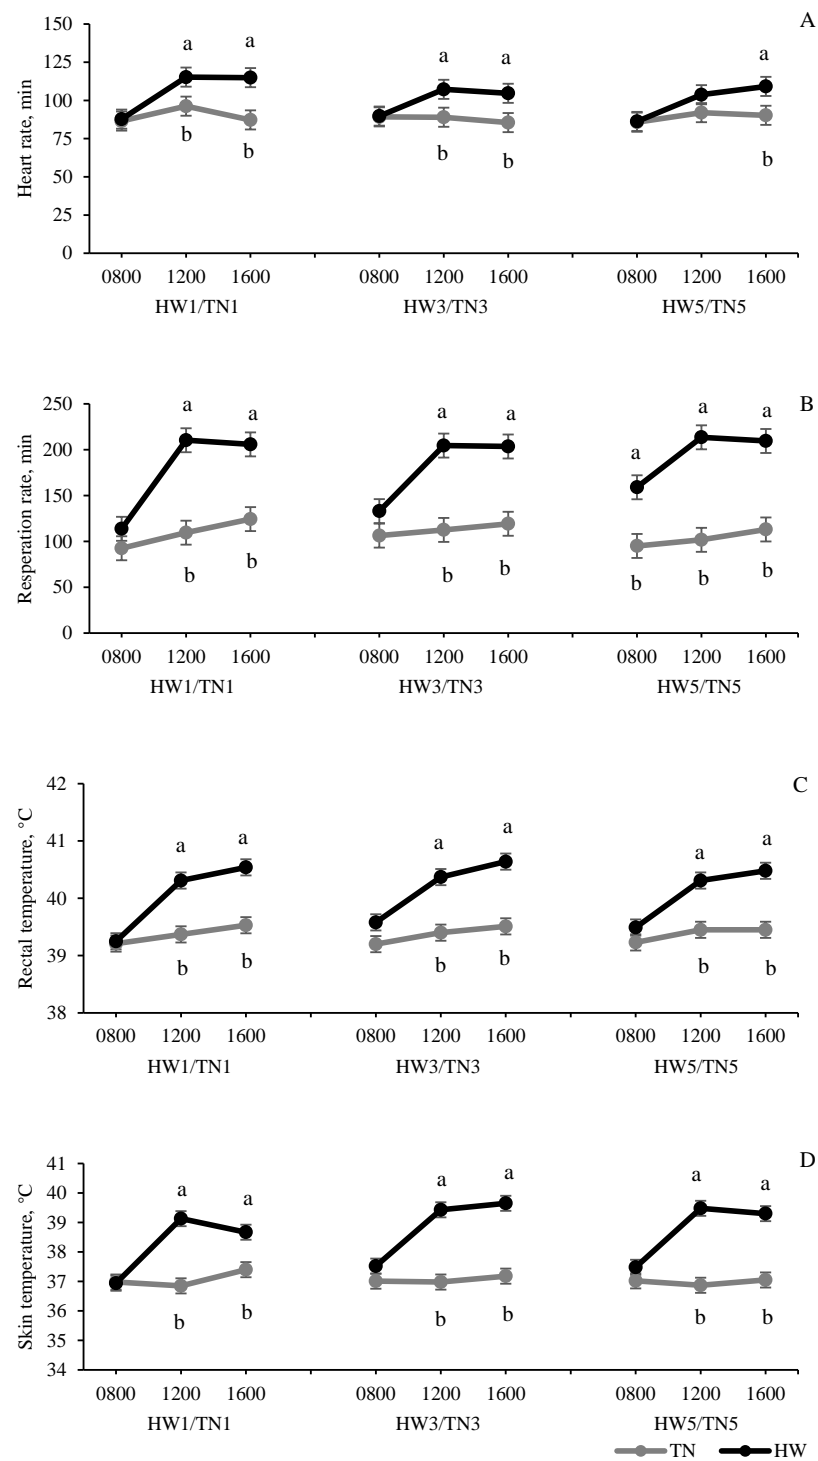 A
150
a
a
a
a
a
125
100
75
b
b
b
b
b
50
25
0
Heart rate, min
0800 1200 1600 0800 1200 1600 0800 1200 1600
HW1/TN1 HW3/TN3 HW5/TN5
B
250
a
a
a
a
a
a
a
200
150
100
50
b
b
b
b
b
b
b
0
Resperation rate, min
0800 1200 1600 0800 1200 1600 0800 1200 1600
HW1/TN1 HW3/TN3 HW5/TN5
C
42
a
a
a
a
a
a
41
40
39
b
b
b
b
b
b
38
Rectal temperature, °C
0800 1200 1600 0800 1200 1600 0800 1200 1600
HW1/TN1 HW3/TN3 HW5/TN5
D
41
a
a
a
a
a
a
40
39
38
37
36
b
b
b
b
b
b
35
34
Skin temperature, °C
0800 1200 1600 0800 1200 1600 0800 1200 1600
HW1/TN1 HW3/TN3 HW5/TN5
TN HW